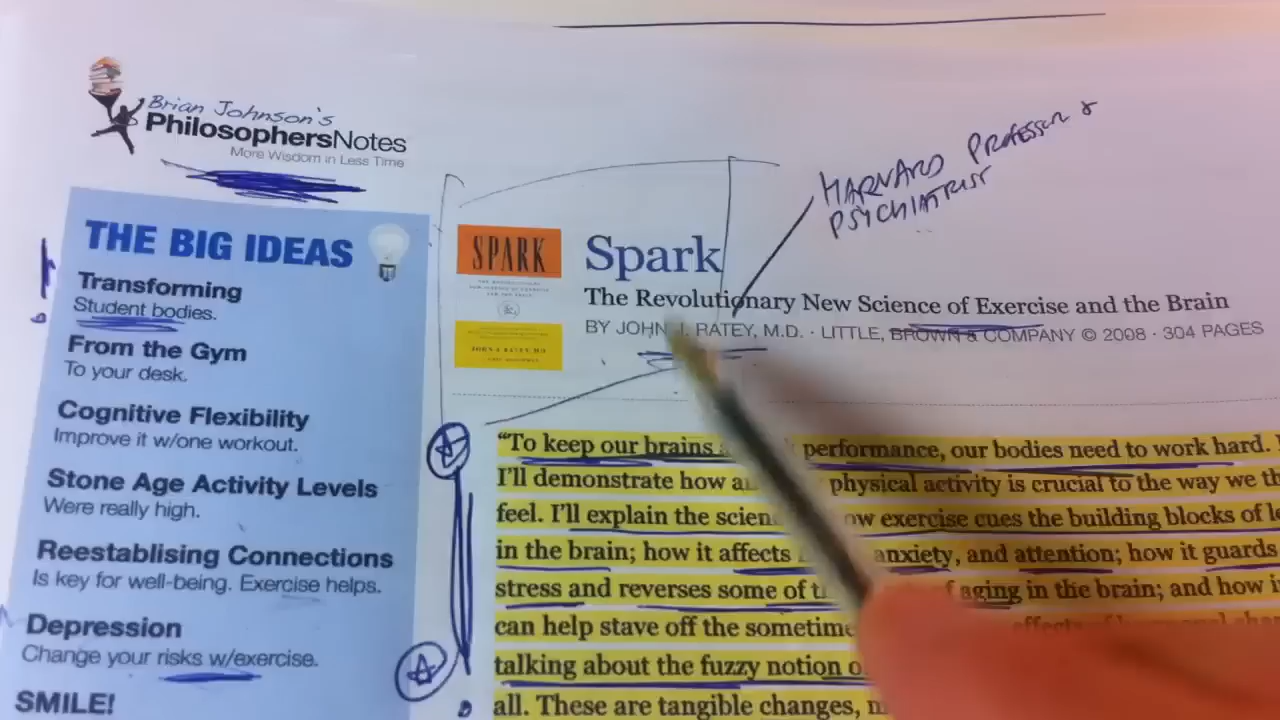 Brian Johnson's
PhilosophersNotes
More Wisdom in Less Time
HARVARD PROFESSOR &
PSYCHIATRIST
THE BIG IDEAS
Transforming
Student bodies.
From the Gym
To your desk.
Cognitive Flexibility
Improve it w/one workout.
Stone Age Activity Levels
Were really high.
Reestablising Connections
Is key for well-being. Exercise helps.
Depression
Change your risks w/exercise.
SMILE!
SPARK
JOHN J. RATEY, MD
Spark
The Revolutionary New Science of Exercise and the Brain
BY JOHN J. RATEY, M.D. · LITTLE, BROWN & COMPANY © 2008 · 304 PAGES
“To keep our brains performance, our bodies need to work hard.
I’ll demonstrate how physical activity is crucial to the way we
feel. I’ll explain the exercise cues the building blocks of
in the brain; how it affects anxiety, and attention; how it guards
stress and reverses some of aging in the brain; and how
can help stave off the effects of
talking about the fuzzy notion
all. These are tangible changes,